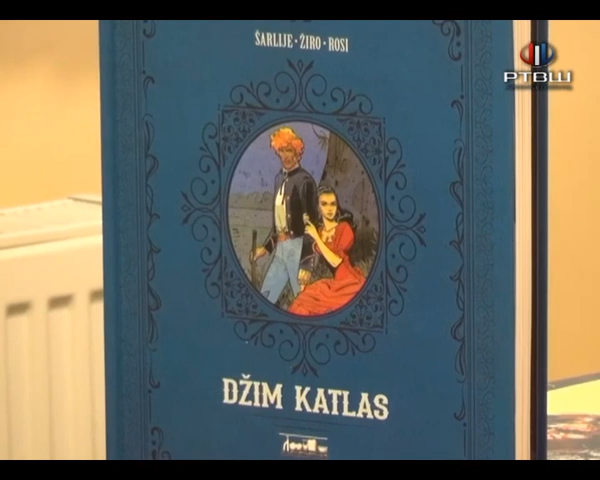 ŠARLIJE · ŽIRO · ROSI
РТВШ
DŽIM KATLAS